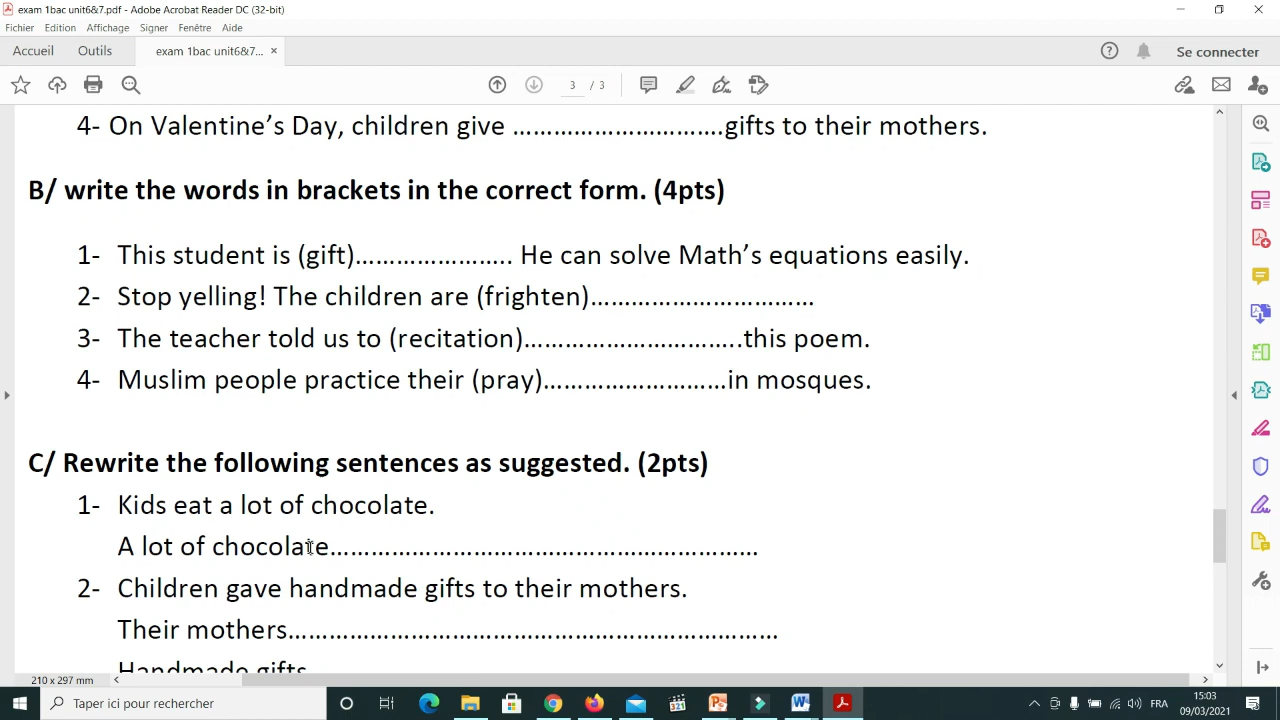 exam 1bac unit6&7.pdf - Adobe Acrobat Reader DC (32-bit)
Fichier Edition Affichage Signer Fenêtre Aide
Accueil Outils exam 1bac unit6&7... × Se connecter
3 / 3
4- On Valentine’s Day, children give ………………………….gifts to their mothers.
B/ write the words in brackets in the correct form. (4pts)
1- This student is (gift)………………….. He can solve Math’s equations easily.
2- Stop yelling! The children are (frighten)……………………………
3- The teacher told us to (recitation)…………………………..this poem.
4- Muslim people practice their (pray)………………………in mosques.
C/ Rewrite the following sentences as suggested. (2pts)
1- Kids eat a lot of chocolate.
A lot of chocolate………………………………………………………
2- Children gave handmade gifts to their mothers.
Their mothers………………………………………………………………
Handmade gifts
210 x 297 mm
Taper ici pour rechercher
321
FRA
15:03
09/03/2021